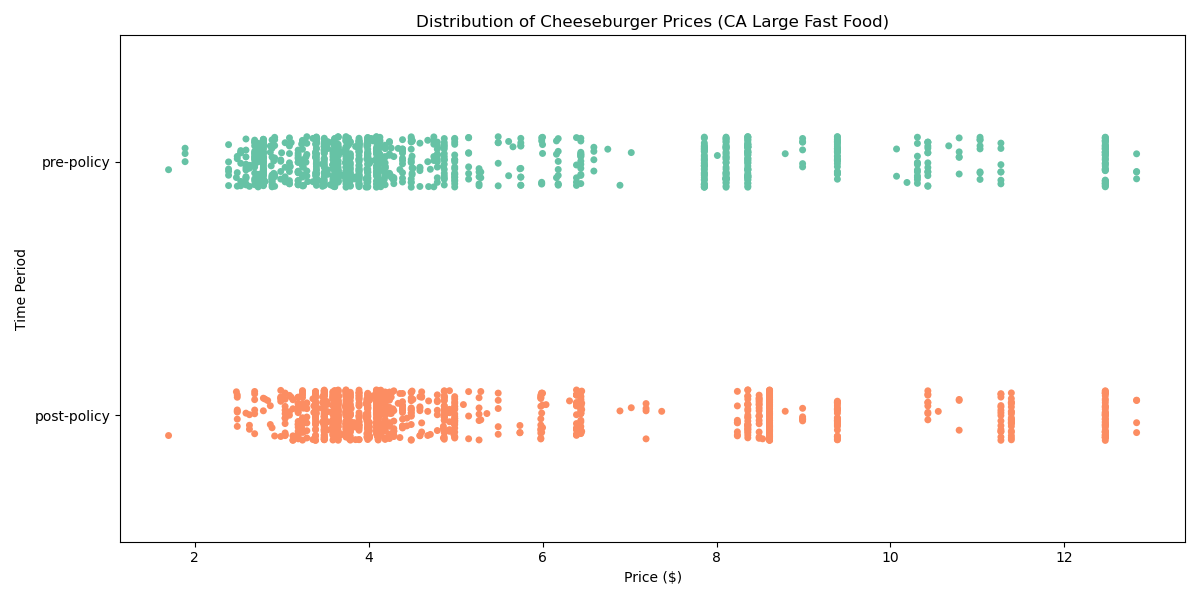 Distribution of Cheeseburger Prices (CA Large Fast Food)
pre-policy
Time Period
post-policy
2 4 6 8 10 12
Price ($)